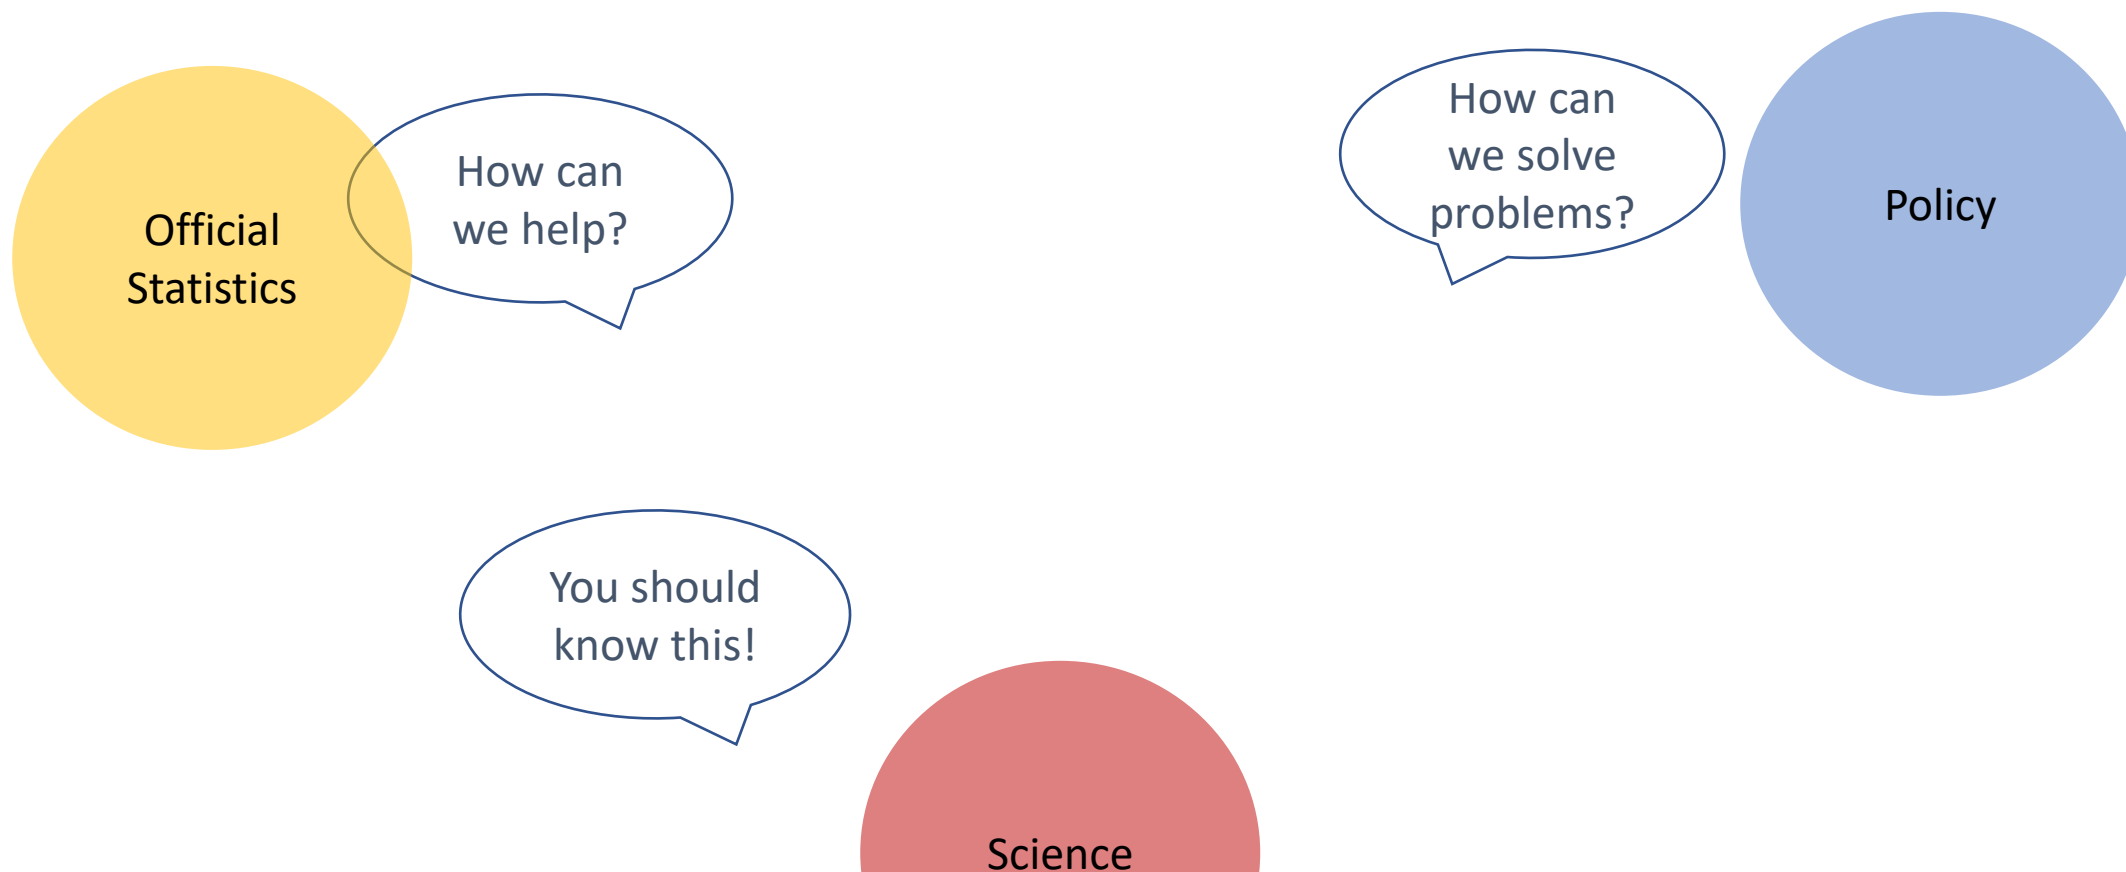 Official
Statistics
How can
we help?
How can
we solve
problems?
Policy
You should
know this!
Science